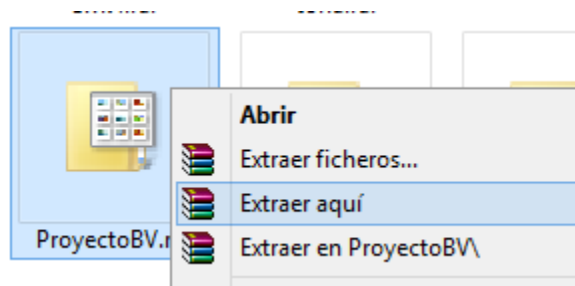 Abrir
Extraer ficheros...
Extraer aquí
ProyectoBV.r
Extraer en ProyectoBV\